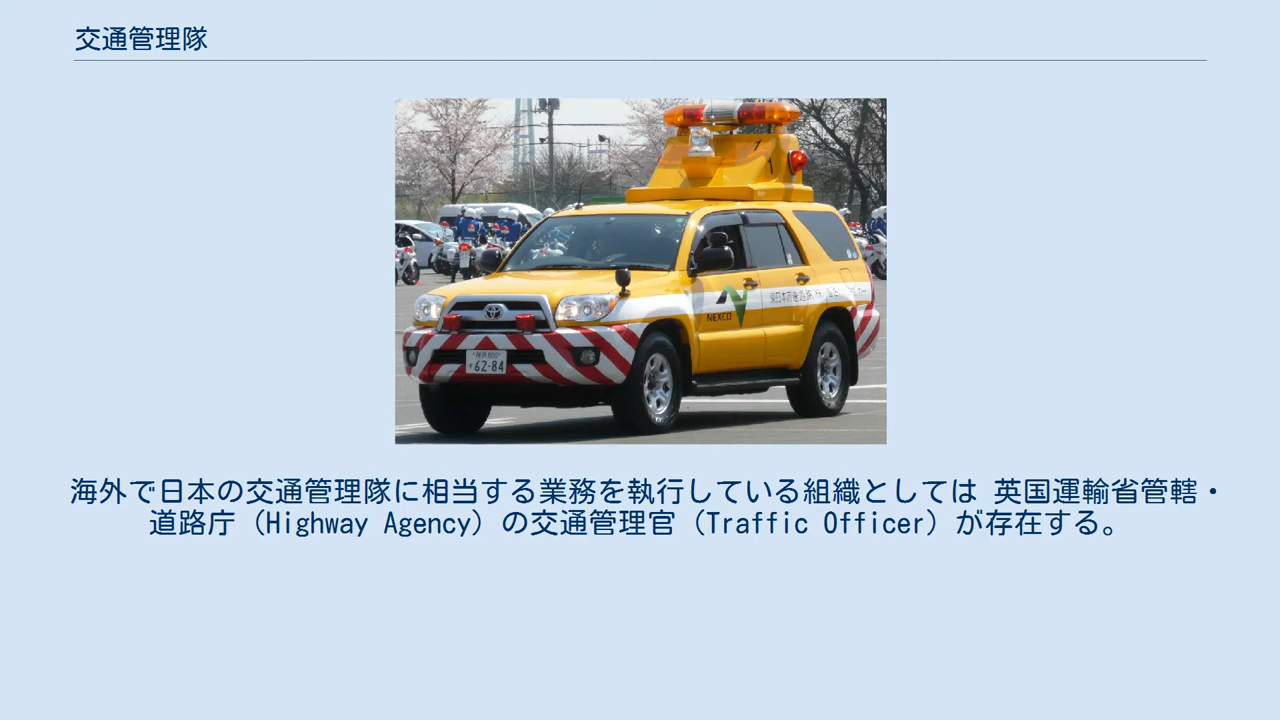 交通管理隊
1
NEXCO
62-84
海外で日本の交通管理隊に相当する業務を執行している組織としては 英国運輸省管轄・
道路庁（Highway Agency）の交通管理官（Traffic Officer）が存在する。